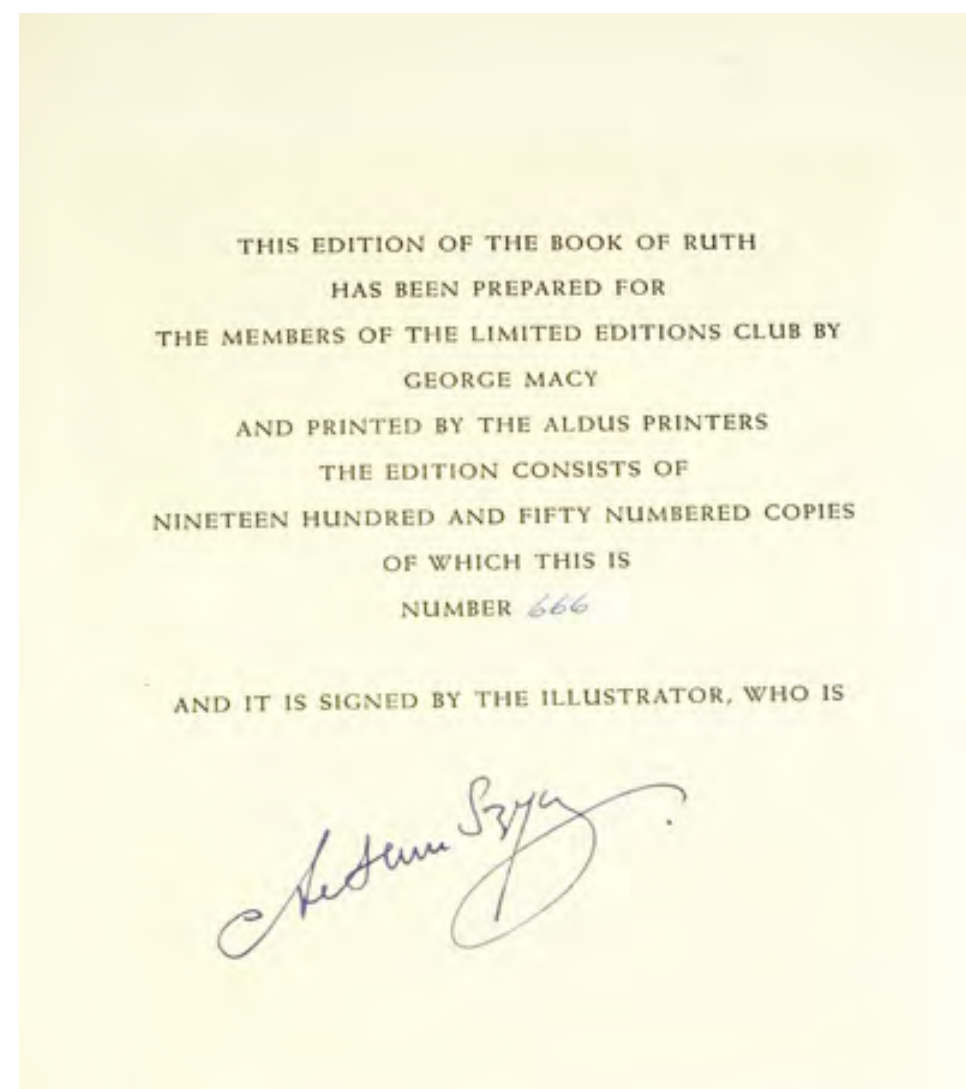 THIS EDITION OF THE BOOK OF RUTH
HAS BEEN PREPARED FOR
THE MEMBERS OF THE LIMITED EDITIONS CLUB BY
GEORGE MACY
AND PRINTED BY THE ALDUS PRINTERS
THE EDITION CONSISTS OF
NINETEEN HUNDRED AND FIFTY NUMBERED COPIES
OF WHICH THIS IS
NUMBER 666
AND IT IS SIGNED BY THE ILLUSTRATOR, WHO IS